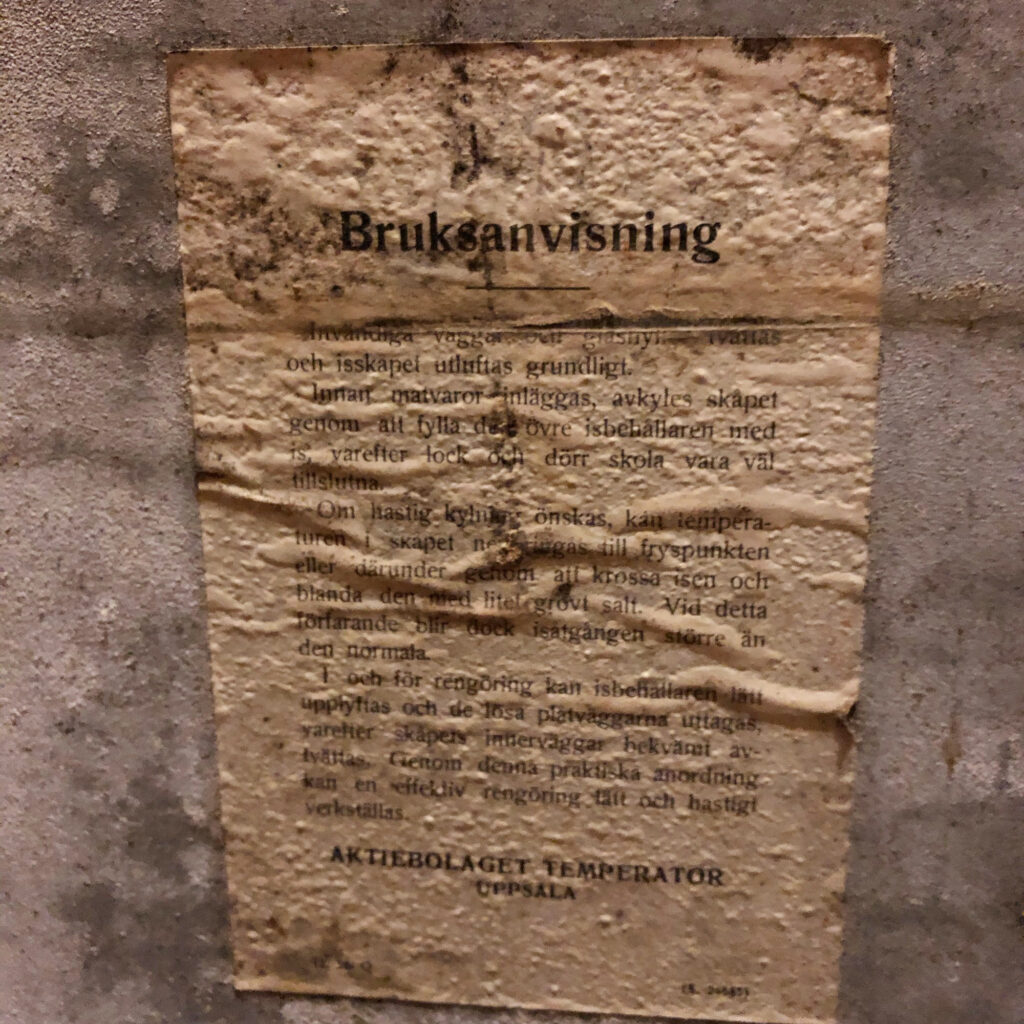 Bruksanvisning
Invändiga väggar och tvättas
och isskåpet utluftas grundligt.
Innan matvaror inläggas, avkyles skåpet
genom att fylla den övre isbehållaren med
is, varefter lock och dörr skola vara väl
tillslutna.
Om hastig kylning önskas, kan tempera-
turen i skåpet nedbringas till fryspunkten
eller därunder genom att krossa isen och
blanda den med litet grovt salt. Vid detta
förfarande blir dock isåtgången större än
den normala.
I och för rengöring kan isbehållaren lätt
upplyftas och de lösa plåtväggarna uttagas,
varefter skåpets innerväggar bekvämt av-
tvättas. Genom denna praktiska anordning
kan en effektiv rengöring lätt och hastigt
verkställas.
AKTIEBOLAGET TEMPERATOR
UPPSALA